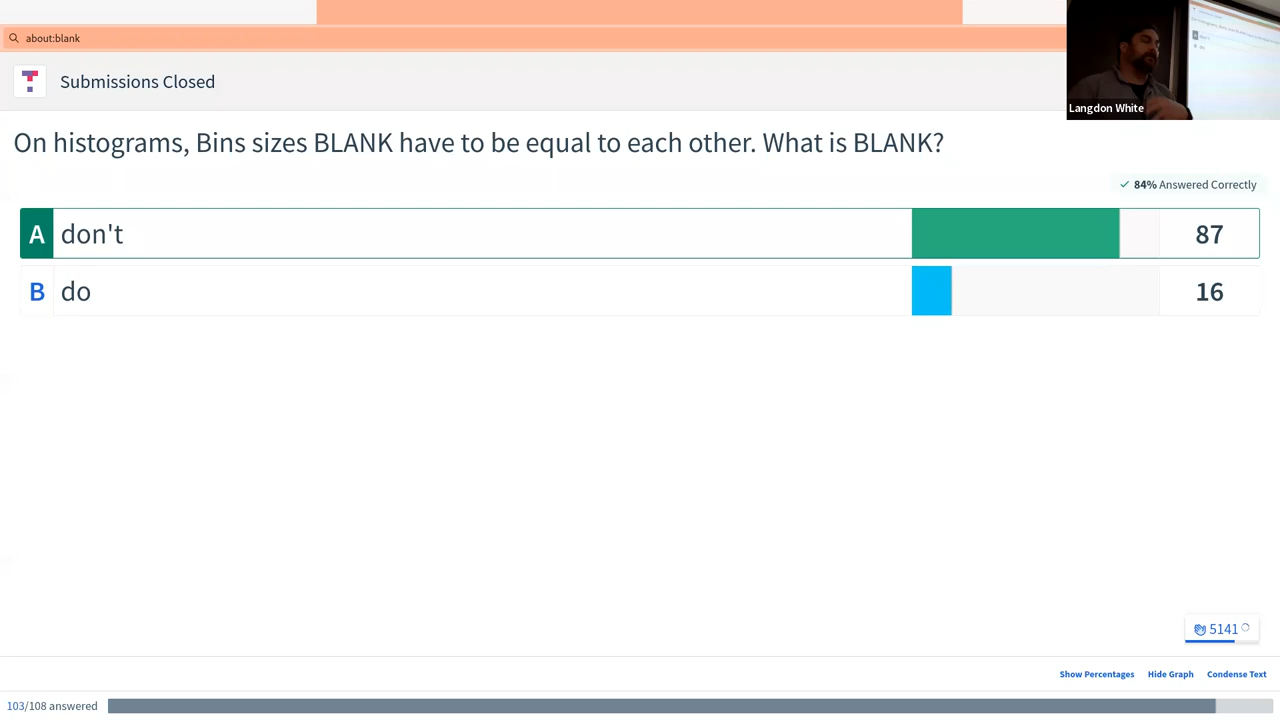 about:blank
Submissions Closed
Langdon White
On histograms, Bins sizes BLANK have to be equal to each other. What is BLANK?
84% Answered Correctly
A don't 87
B do 16
5141
Show Percentages Hide Graph Condense Text
103/108 answered